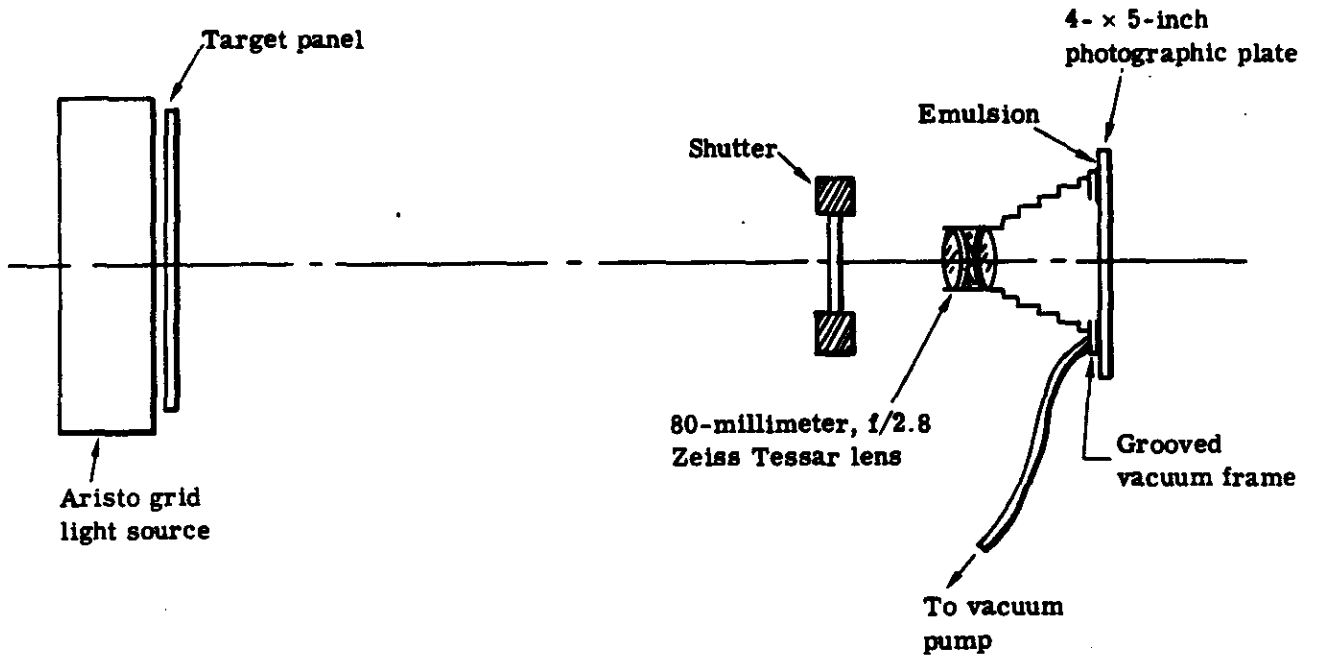 4- × 5-inch
photographic plate
Target panel
Emulsion
Shutter
80-millimeter, f/2.8
Zeiss Tessar lens
Grooved
vacuum frame
Aristo grid
light source
To vacuum
pump